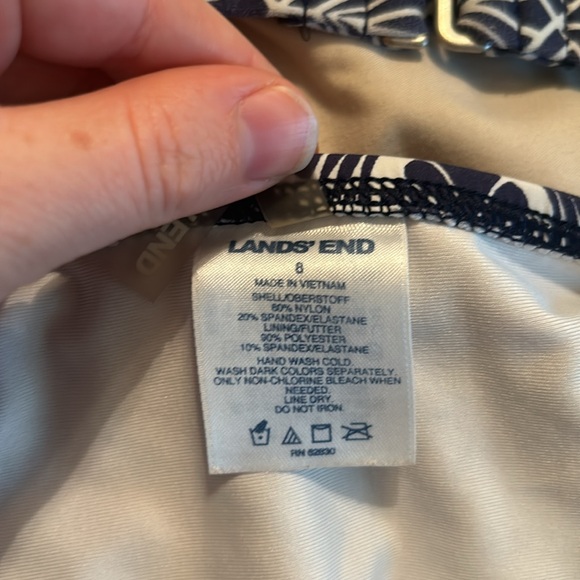 LANDS' END
8
MADE IN VIETNAM
SHELL/OBERSTOFF
80% NYLON
20% SPANDEX/ELASTANE
LINING/FUTTER
90% POLYESTER
10% SPANDEX/ELASTANE
HAND WASH COLD.
WASH DARK COLORS SEPARATELY.
ONLY NON-CHLORINE BLEACH WHEN
NEEDED.
LINE DRY.
DO NOT IRON.
RN 62830
END